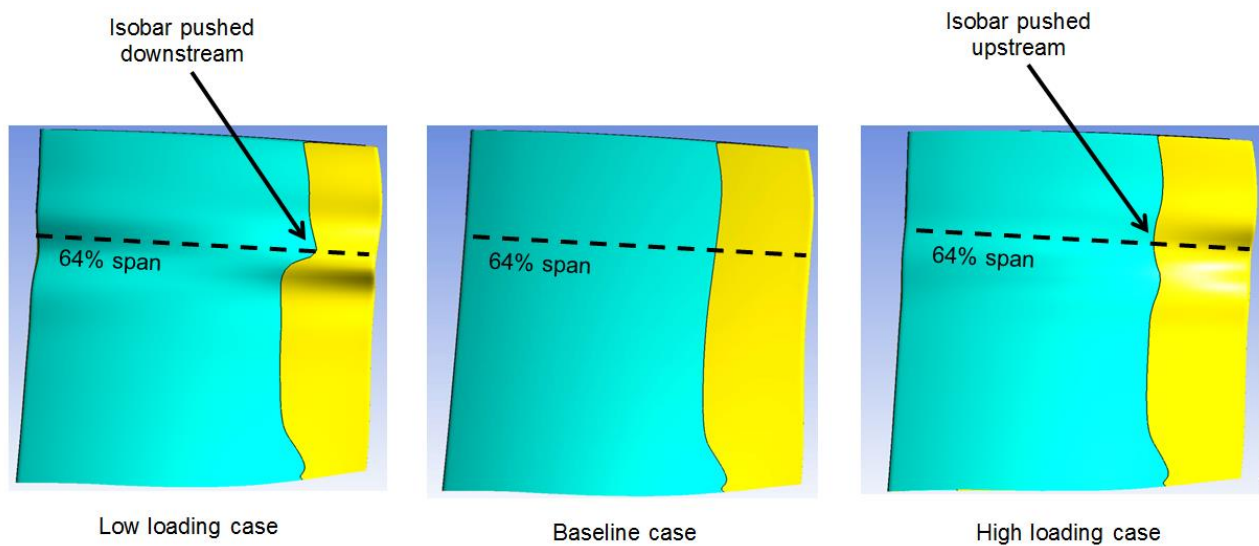 Isobar pushed
downstream
Isobar pushed
upstream
64% span
64% span
64% span
Low loading case
Baseline case
High loading case